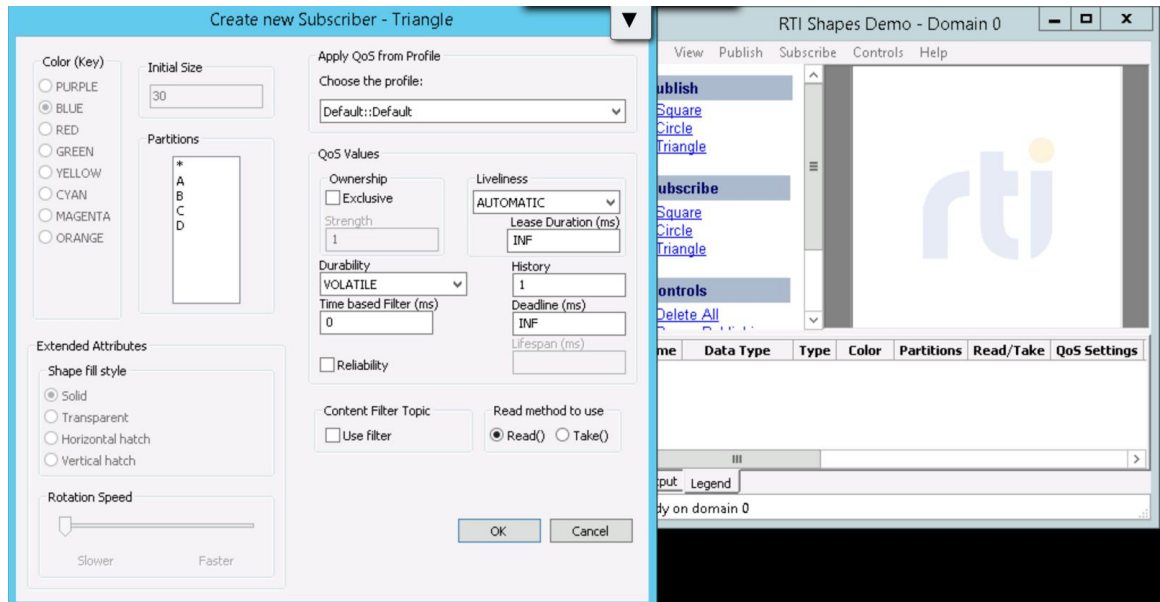 Create new Subscriber - Triangle
Color (Key)
PURPLE
BLUE
RED
GREEN
YELLOW
CYAN
MAGENTA
ORANGE
Initial Size
30
Partitions
*
A
B
C
D
Apply QoS from Profile
Choose the profile:
Default::Default
QoS Values
Ownership
Exclusive
Strength
1
Liveliness
AUTOMATIC
Lease Duration (ms)
INF
Durability
VOLATILE
History
1
Time based Filter (ms)
0
Deadline (ms)
INF
Lifespan (ms)
Reliability
Extended Attributes
Shape fill style
Solid
Transparent
Horizontal hatch
Vertical hatch
Content Filter Topic
Use filter
Read method to use
Read() Take()
Rotation Speed
Slower Faster
OK Cancel
RTI Shapes Demo - Domain 0
View Publish Subscribe Controls Help
ublish
Square
Circle
Triangle
ubscribe
Square
Circle
Triangle
ontrols
Delete All
rti
me Data Type Type Color Partitions Read/Take QoS Settings
tput Legend
dy on domain 0